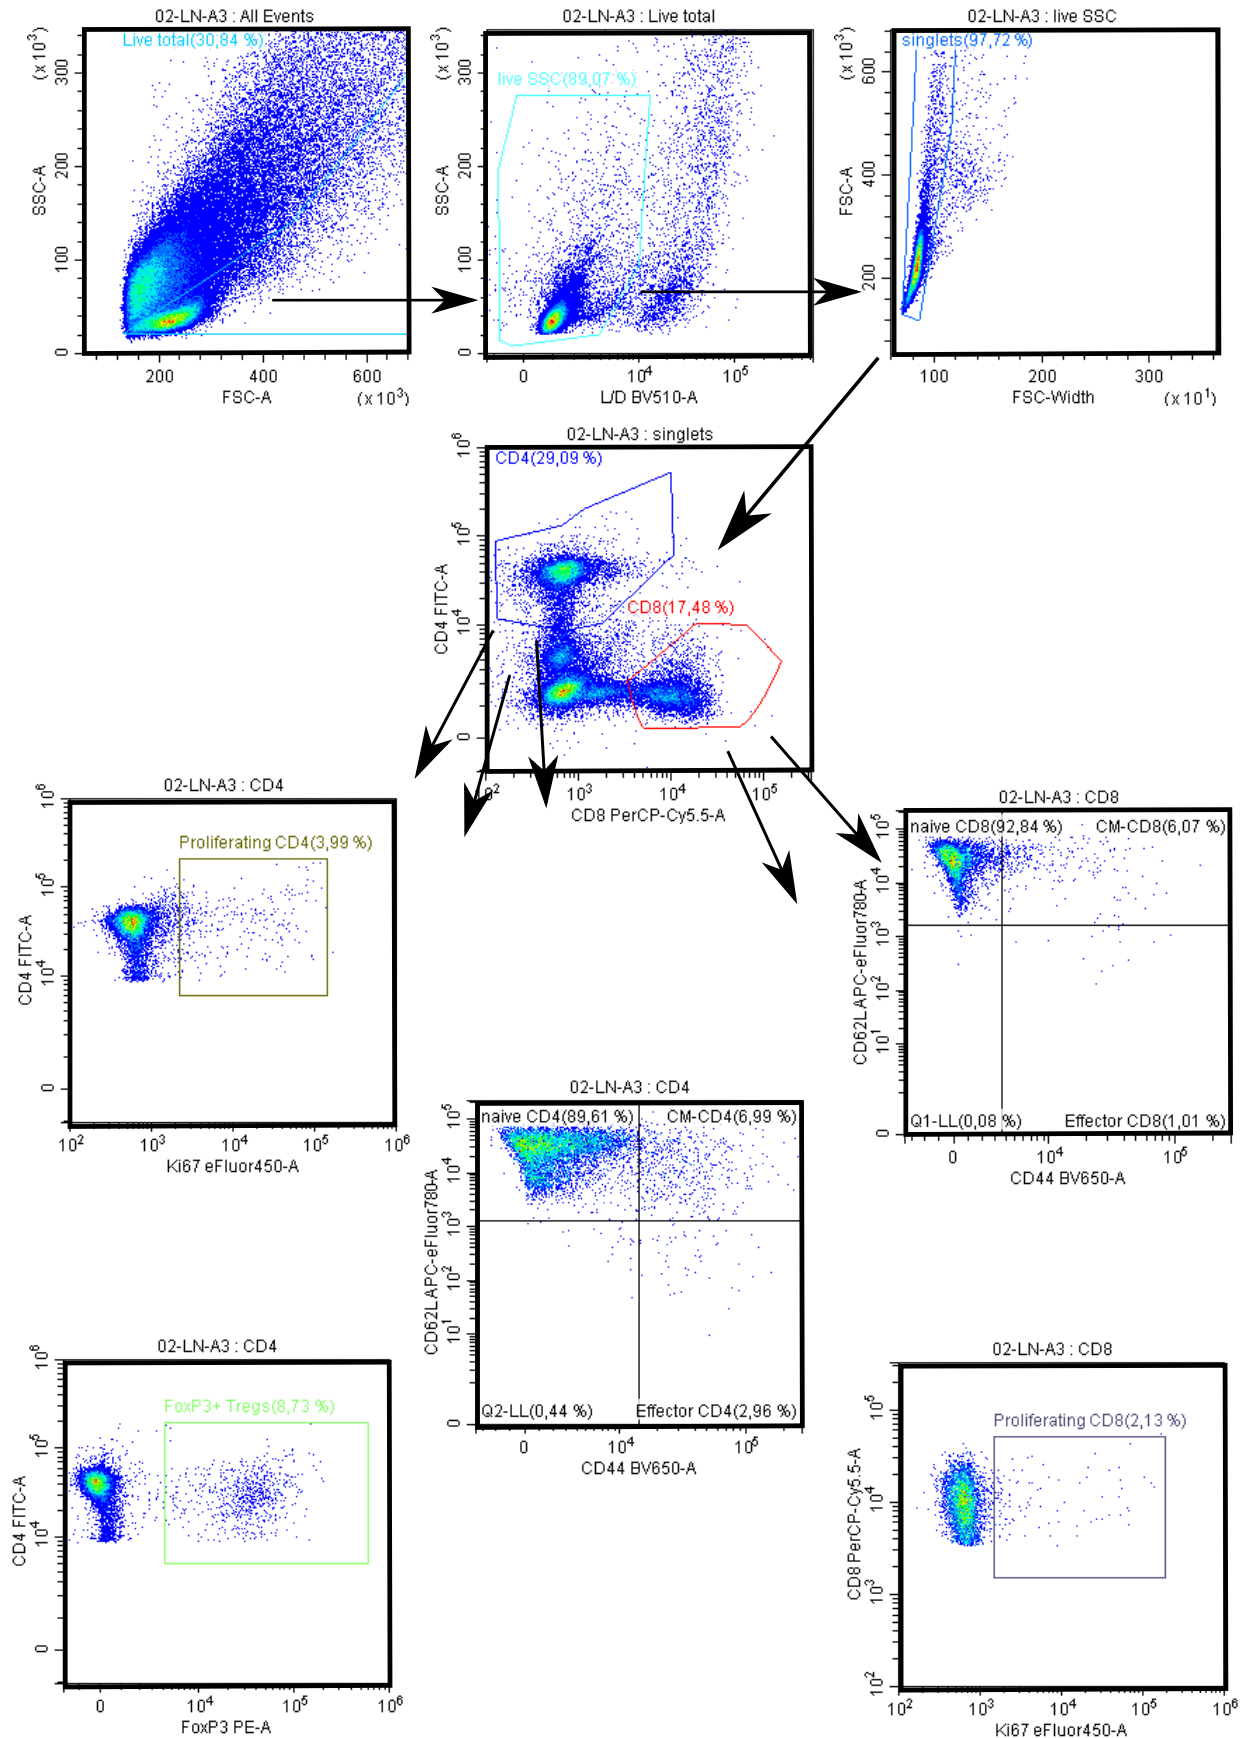 02-LN-A3 : All Events
Live total(30,84 %)
(x 10³)
SSC-A
300
200
100
0
200
400
600
FSC-A
(x 10³)
02-LN-A3 : Live total
live SSC(89,07 %)
(x 10³)
SSC-A
300
200
100
0
0
10⁴
10⁵
L/D BV510-A
02-LN-A3 : live SSC
singlets(97,72 %)
(x 10³)
FSC-A
600
400
200
100
200
300
FSC-Width
(x 10¹)
02-LN-A3 : singlets
CD4(29,09 %)
CD8(17,48 %)
CD4 FITC-A
10⁶
10⁵
10⁴
0
10³
10⁴
10⁵
CD8 PerCP-Cy5.5-A
02-LN-A3 : CD4
Proliferating CD4(3,99 %)
CD4 FITC-A
10⁶
10⁵
10⁴
0
10²
10³
10⁴
10⁵
10⁶
Ki67 eFluor450-A
02-LN-A3 : CD8
naive CD8(92,84 %)
CM-CD8(6,07 %)
Q1-LL(0,08 %)
Effector CD8(1,01 %)
CD62L APC-eFluor780-A
10⁵
10⁴
10³
10²
10¹
0
0
10⁴
10⁵
CD44 BV650-A
02-LN-A3 : CD4
naive CD4(89,61 %)
CM-CD4(6,99 %)
Q2-LL(0,44 %)
Effector CD4(2,96 %)
CD62L APC-eFluor780-A
10⁵
10⁴
10³
10²
10¹
0
0
10⁴
10⁵
CD44 BV650-A
02-LN-A3 : CD4
FoxP3+ Tregs(8,73 %)
CD4 FITC-A
10⁶
10⁵
10⁴
0
0
10⁴
10⁵
10⁶
FoxP3 PE-A
02-LN-A3 : CD8
Proliferating CD8(2,13 %)
CD8 PerCP-Cy5.5-A
10⁵
10⁴
10³
10²
10²
10³
10⁴
10⁵
10⁶
Ki67 eFluor450-A